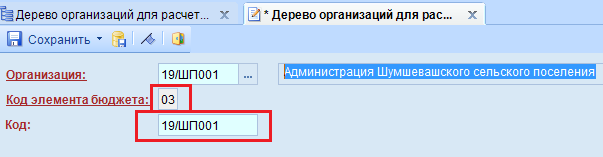 Дерево организаций для расчет... x * Дерево организаций для рас... x
Сохранить
Организация: 19/ШП001 ... Администрация Шумшевашского сельского поселения
Код элемента бюджета: 03
Код: 19/ШП001